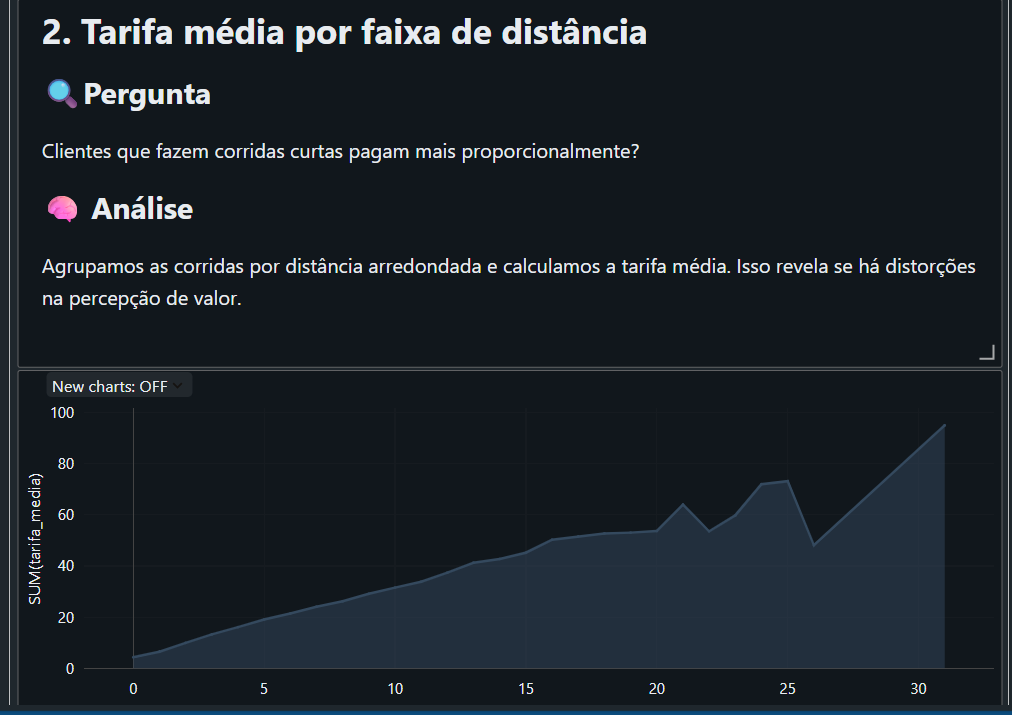 2. Tarifa média por faixa de distância
🔍 Pergunta
Clientes que fazem corridas curtas pagam mais proporcionalmente?
🧠 Análise
Agrupamos as corridas por distância arredondada e calculamos a tarifa média. Isso revela se há distorções
na percepção de valor.
New charts: OFF
100
80
60
40
20
0
SUM(tarifa_media)
0 5 10 15 20 25 30